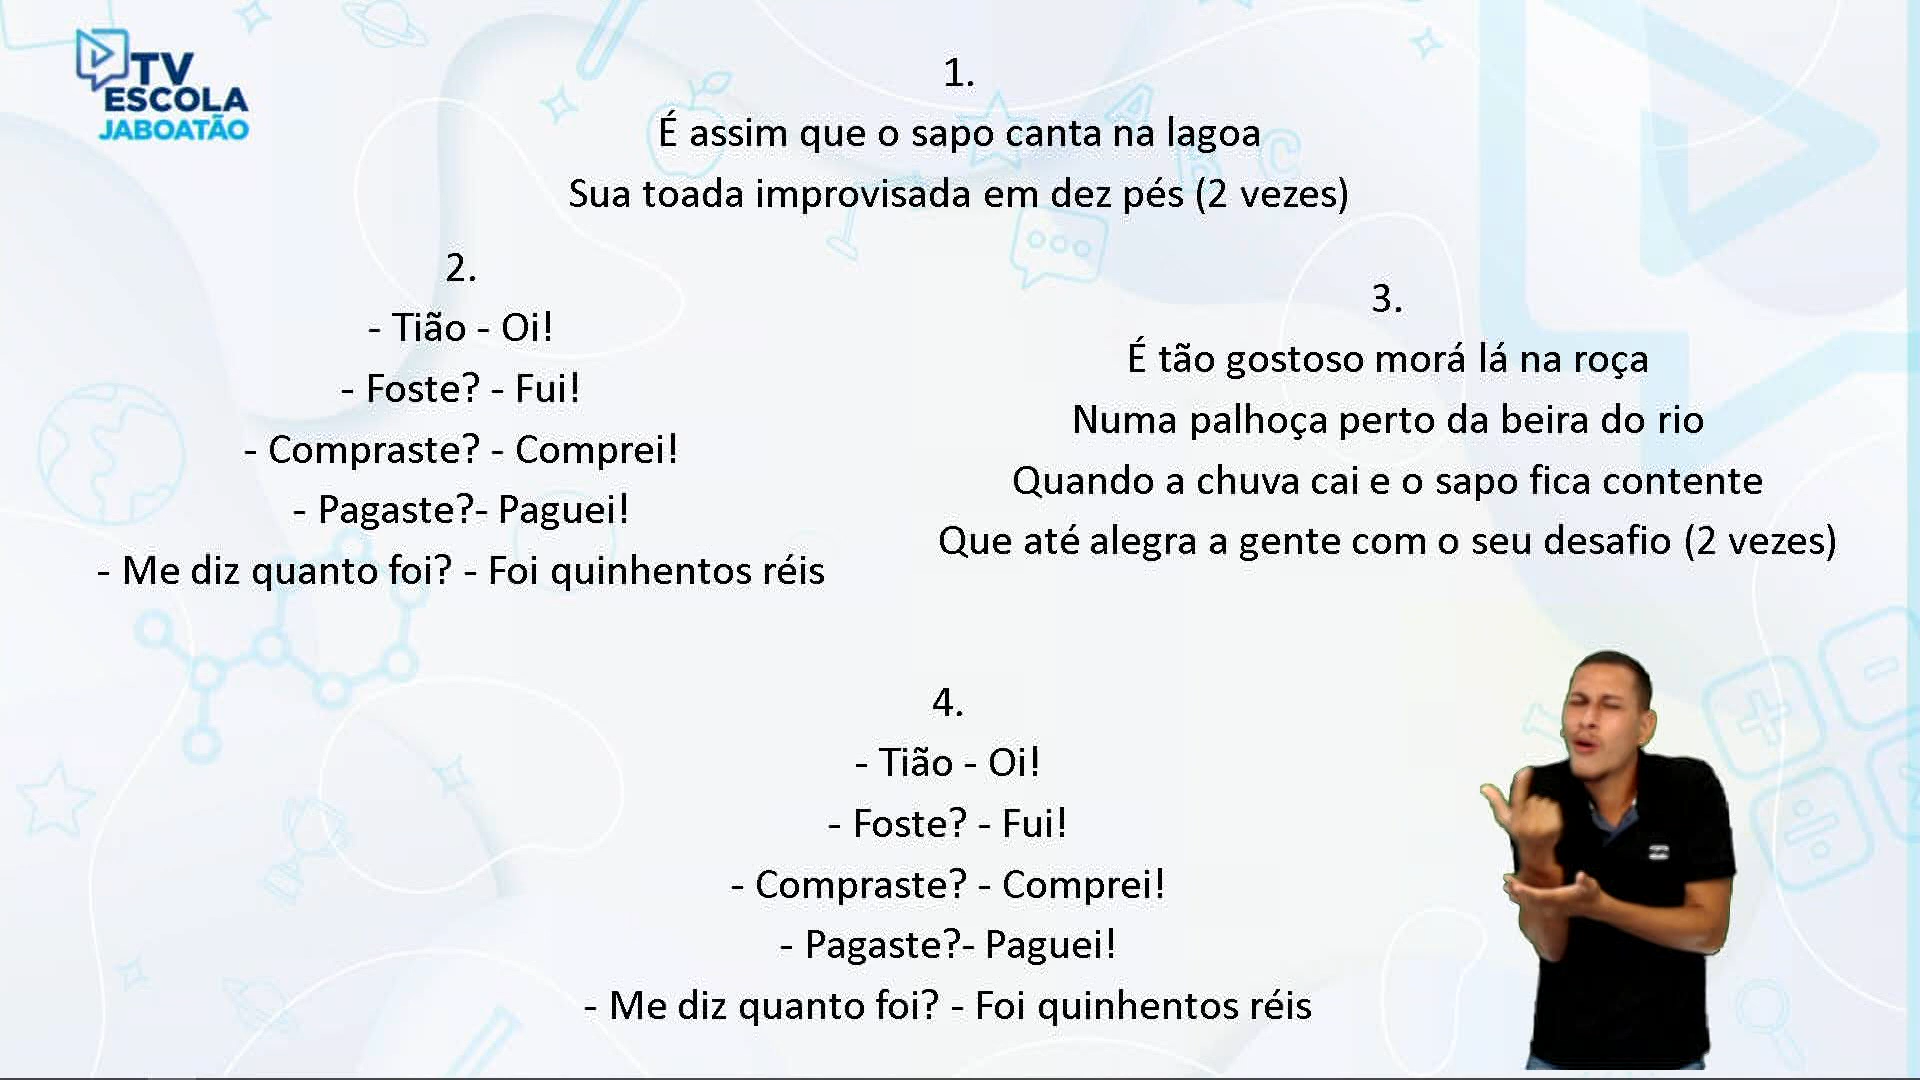 TV
ESCOLA
JABOATÃO
1.
É assim que o sapo canta na lagoa
Sua toada improvisada em dez pés (2 vezes)
2.
- Tião - Oi!
- Foste? - Fui!
- Compraste? - Comprei!
- Pagaste?- Paguei!
- Me diz quanto foi? - Foi quinhentos réis
3.
É tão gostoso morá lá na roça
Numa palhoça perto da beira do rio
Quando a chuva cai e o sapo fica contente
Que até alegra a gente com o seu desafio (2 vezes)
4.
- Tião - Oi!
- Foste? - Fui!
- Compraste? - Comprei!
- Pagaste?- Paguei!
- Me diz quanto foi? - Foi quinhentos réis
A
B
C